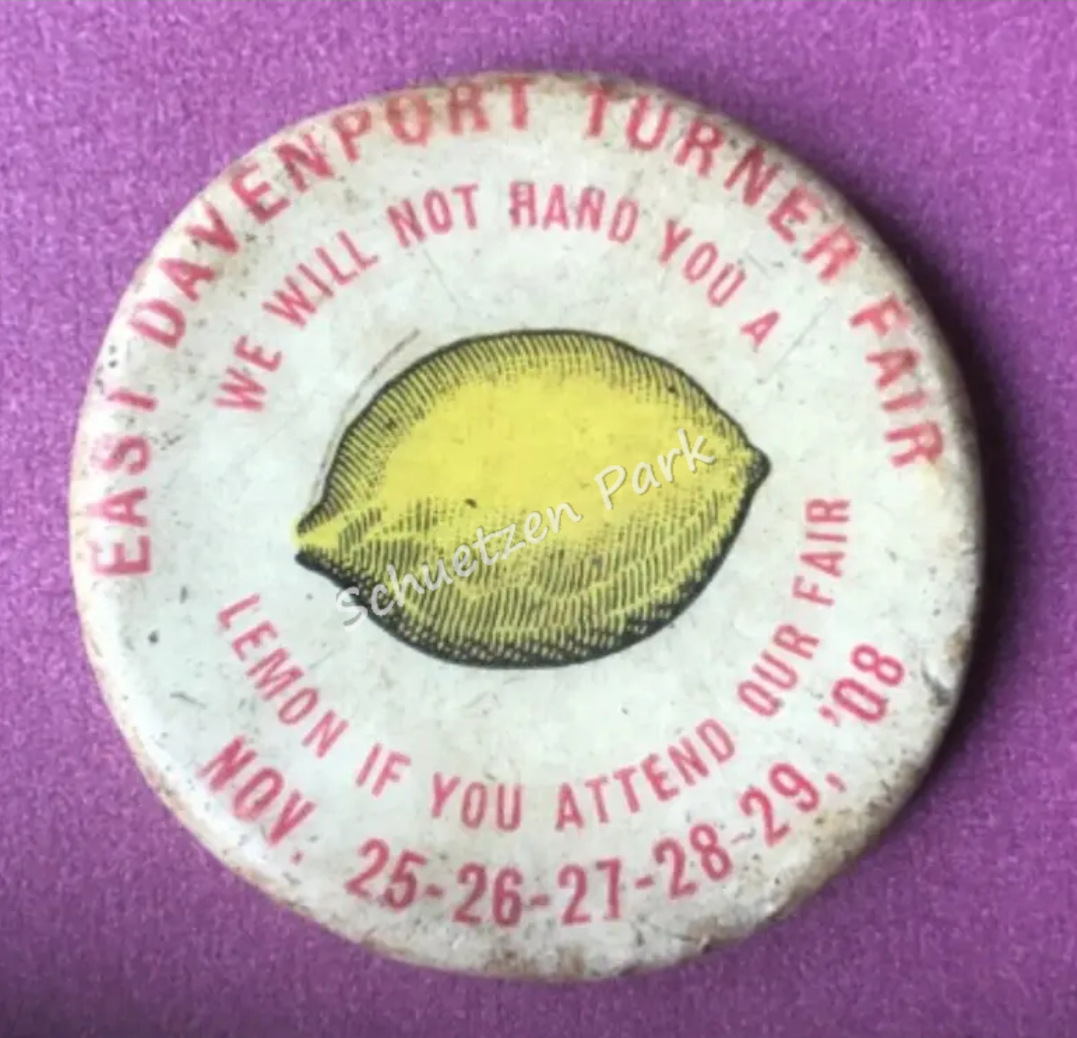 EAST DAVENPORT TURNER FAIR
WE WILL NOT HAND YOU A
Schuetzen Park
LEMON IF YOU ATTEND OUR FAIR
NOV. 25-26-27-28-29, '08